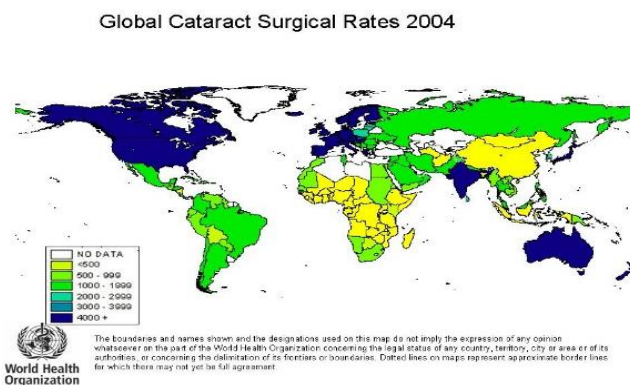 Global Cataract Surgical Rates 2004
NO DATA
<500
500 - 999
1000 - 1999
2000 - 2999
3000 - 3999
4000 +
The boundaries and names shown and the designations used on this map do not imply the expression of any opinion
whatsoever on the part of the World Health Organization concerning the legal status of any country, territory, city or area or of its
authorities, or concerning the delimitation of its frontiers or boundaries. Dotted lines on maps represent approximate border lines
for which there may not yet be full agreement.
World Health
Organization